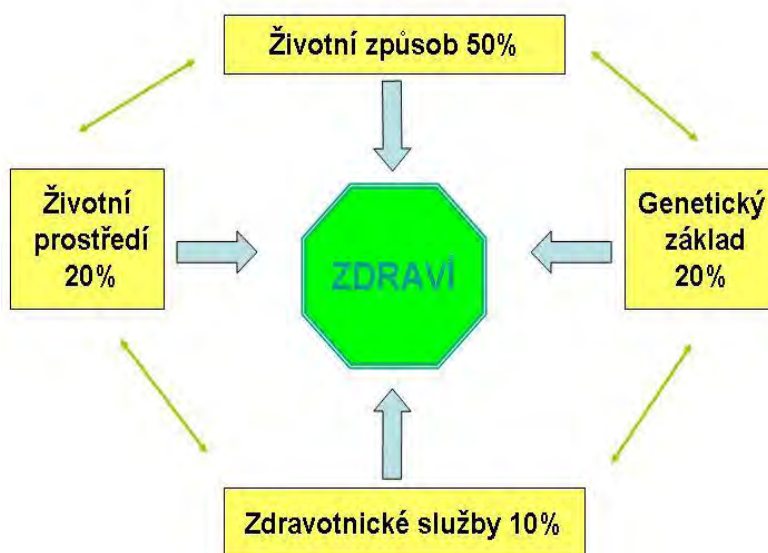 Životní způsob 50%
Životní
prostředí
20%
ZDRAVÍ
Genetický
základ
20%
Zdravotnické služby 10%